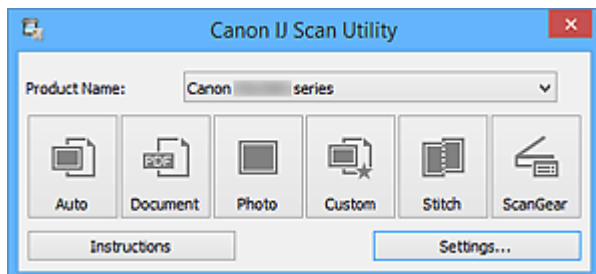 Canon IJ Scan Utility
Product Name: Canon series
PDF
Auto Document Photo Custom Stitch ScanGear
Instructions Settings...